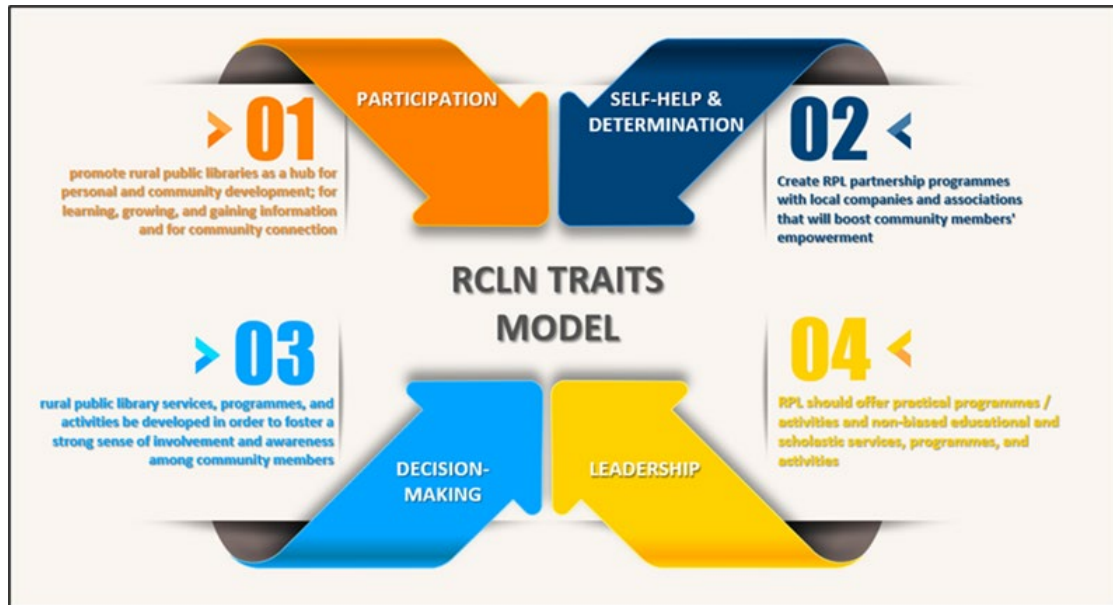 PARTICIPATION
01
promote rural public libraries as a hub for
personal and community development; for
learning, growing, and gaining information
and for community connection
SELF-HELP &
DETERMINATION
02
Create RPL partnership programmes
with local companies and associations
that will boost community members'
empowerment
RCLN TRAITS
MODEL
03
rural public library services, programmes, and
activities be developed in order to foster a
strong sense of involvement and awareness
among community members
DECISION-
MAKING
LEADERSHIP
04
RPL should offer practical programmes /
activities and non-biased educational and
scholastic services, programmes, and
activities